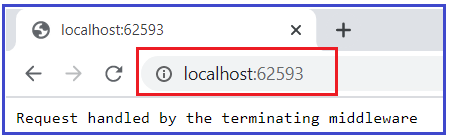 localhost:62593
localhost:62593
Request handled by the terminating middleware